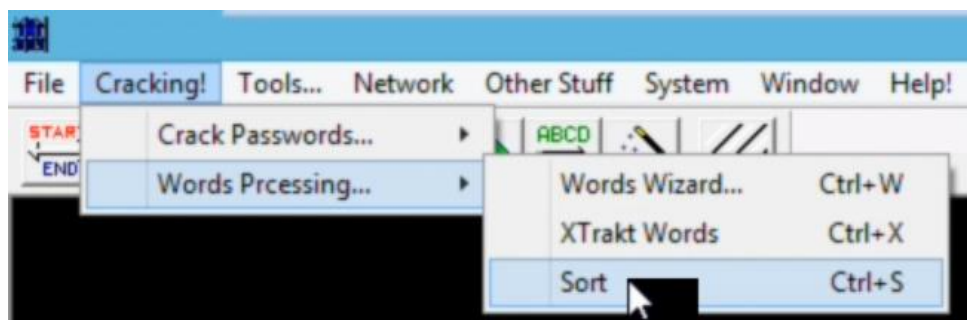 File Cracking! Tools... Network Other Stuff System Window Help!
START
END
ABCD
Crack Passwords...
Words Prcessing...
Words Wizard... Ctrl+W
XTrakt Words Ctrl+X
Sort Ctrl+S